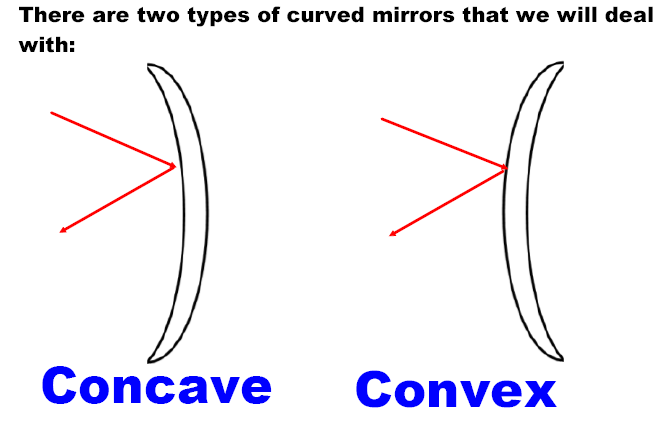 There are two types of curved mirrors that we will deal
with:
Concave
Convex